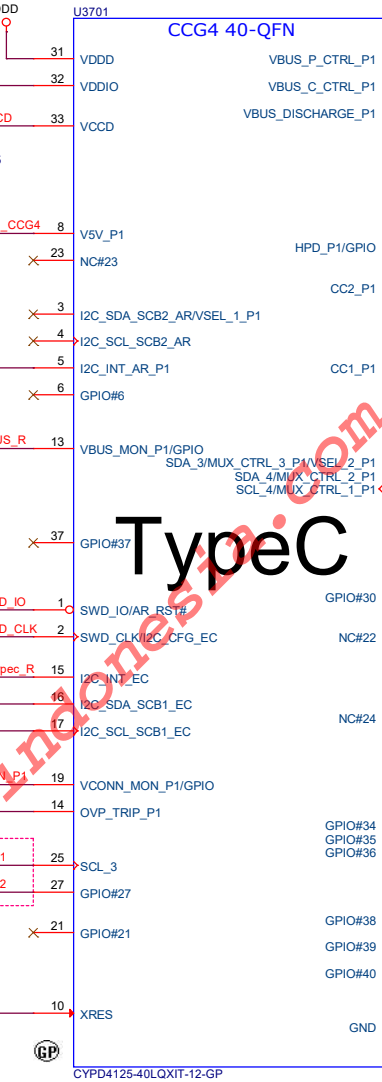 DD
U3701
CCG4 40-QFN
31 VDDD VBUS_P_CTRL_P1
32 VDDIO VBUS_C_CTRL_P1
VBUS_DISCHARGE_P1
CD 33 VCCD
_CCG4 8 V5V_P1
23 NC#23 HPD_P1/GPIO
CC2_P1
3 I2C_SDA_SCB2_AR/VSEL_1_P1
4 I2C_SCL_SCB2_AR
5 I2C_INT_AR_P1 CC1_P1
6 GPIO#6
US_R 13 VBUS_MON_P1/GPIO
SDA_3/MUX_CTRL_3_P1/VSEL_2_P1
SDA_4/MUX_CTRL_2_P1
SCL_4/MUX_CTRL_1_P1
37 GPIO#37
TypeC
GPIO#30
D_IO 1 SWD_IO/AR_RST#
D_CLK 2 SWD_CLK/I2C_CFG_EC NC#22
pec_R 15 I2C_INT_EC
16 I2C_SDA_SCB1_EC
NC#24
17 I2C_SCL_SCB1_EC
indonesia.com
N_P1 19 VCONN_MON_P1/GPIO
14 OVP_TRIP_P1
GPIO#34
GPIO#35
GPIO#36
1 25 SCL_3
2 27 GPIO#27
GPIO#38
21 GPIO#21
GPIO#39
GPIO#40
10 XRES
GND
GP
CYPD4125-40LQXIT-12-GP